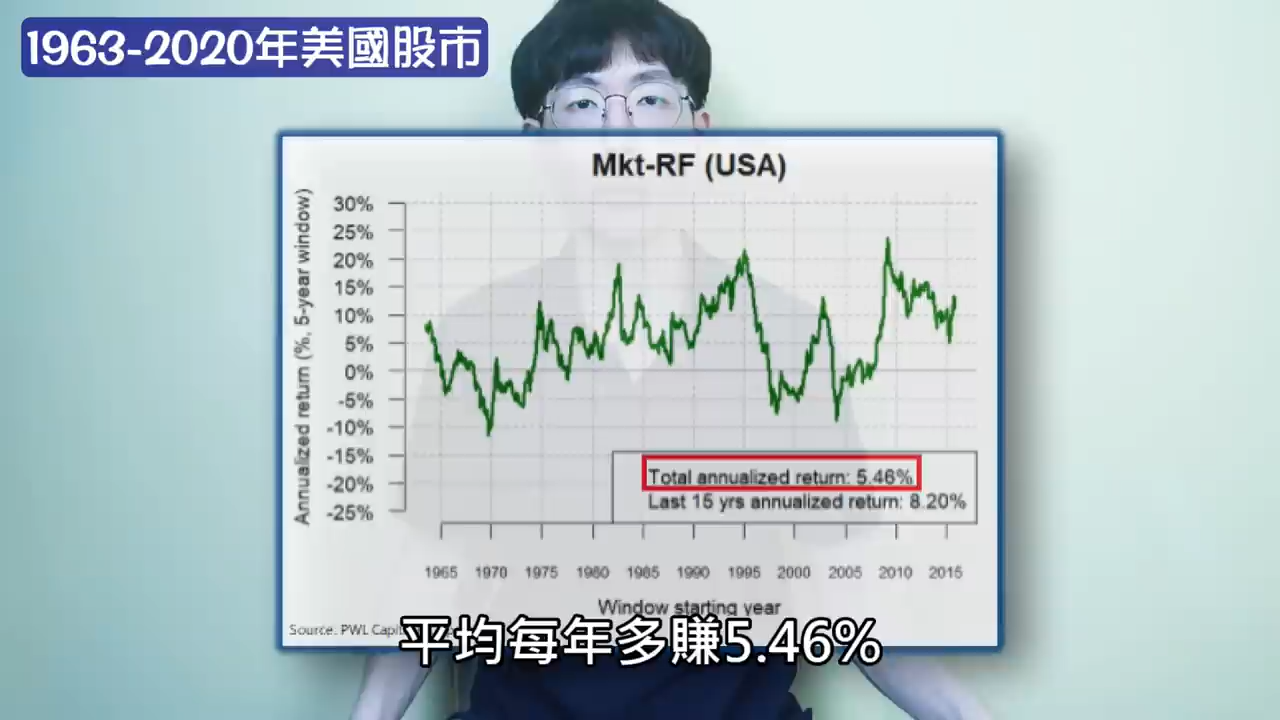 1963-2020年美國股市
Mkt-RF (USA)
Annualized return (%, 5-year window)
30%
25%
20%
15%
10%
5%
0%
-5%
-10%
-15%
-20%
-25%
Total annualized return: 5.46%
Last 15 yrs annualized return: 8.20%
1965 1970 1975 1980 1985 1990 1995 2000 2005 2010 2015
Window starting year
Source. PWL
平均每年多賺5.46%